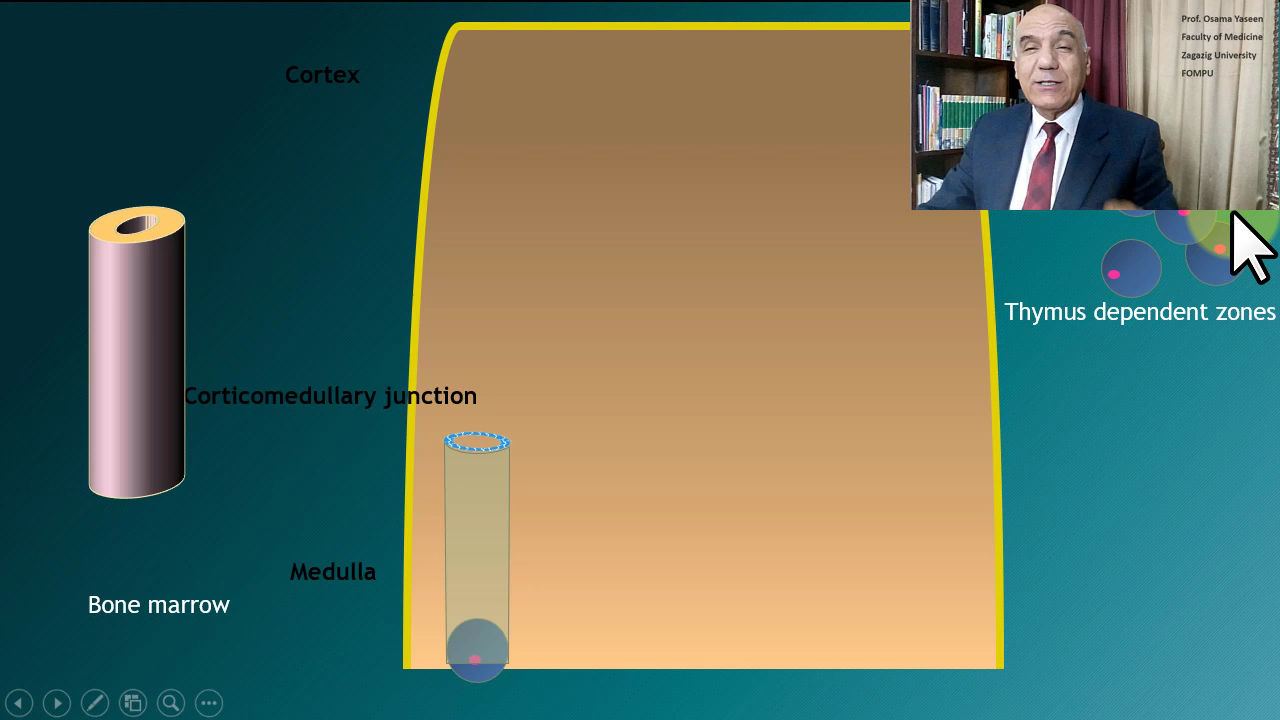 Prof. Osama Yaseen
Faculty of Medicine
Zagazig University
FOMPU
Cortex
Thymus dependent zones
Corticomedullary junction
Medulla
Bone marrow